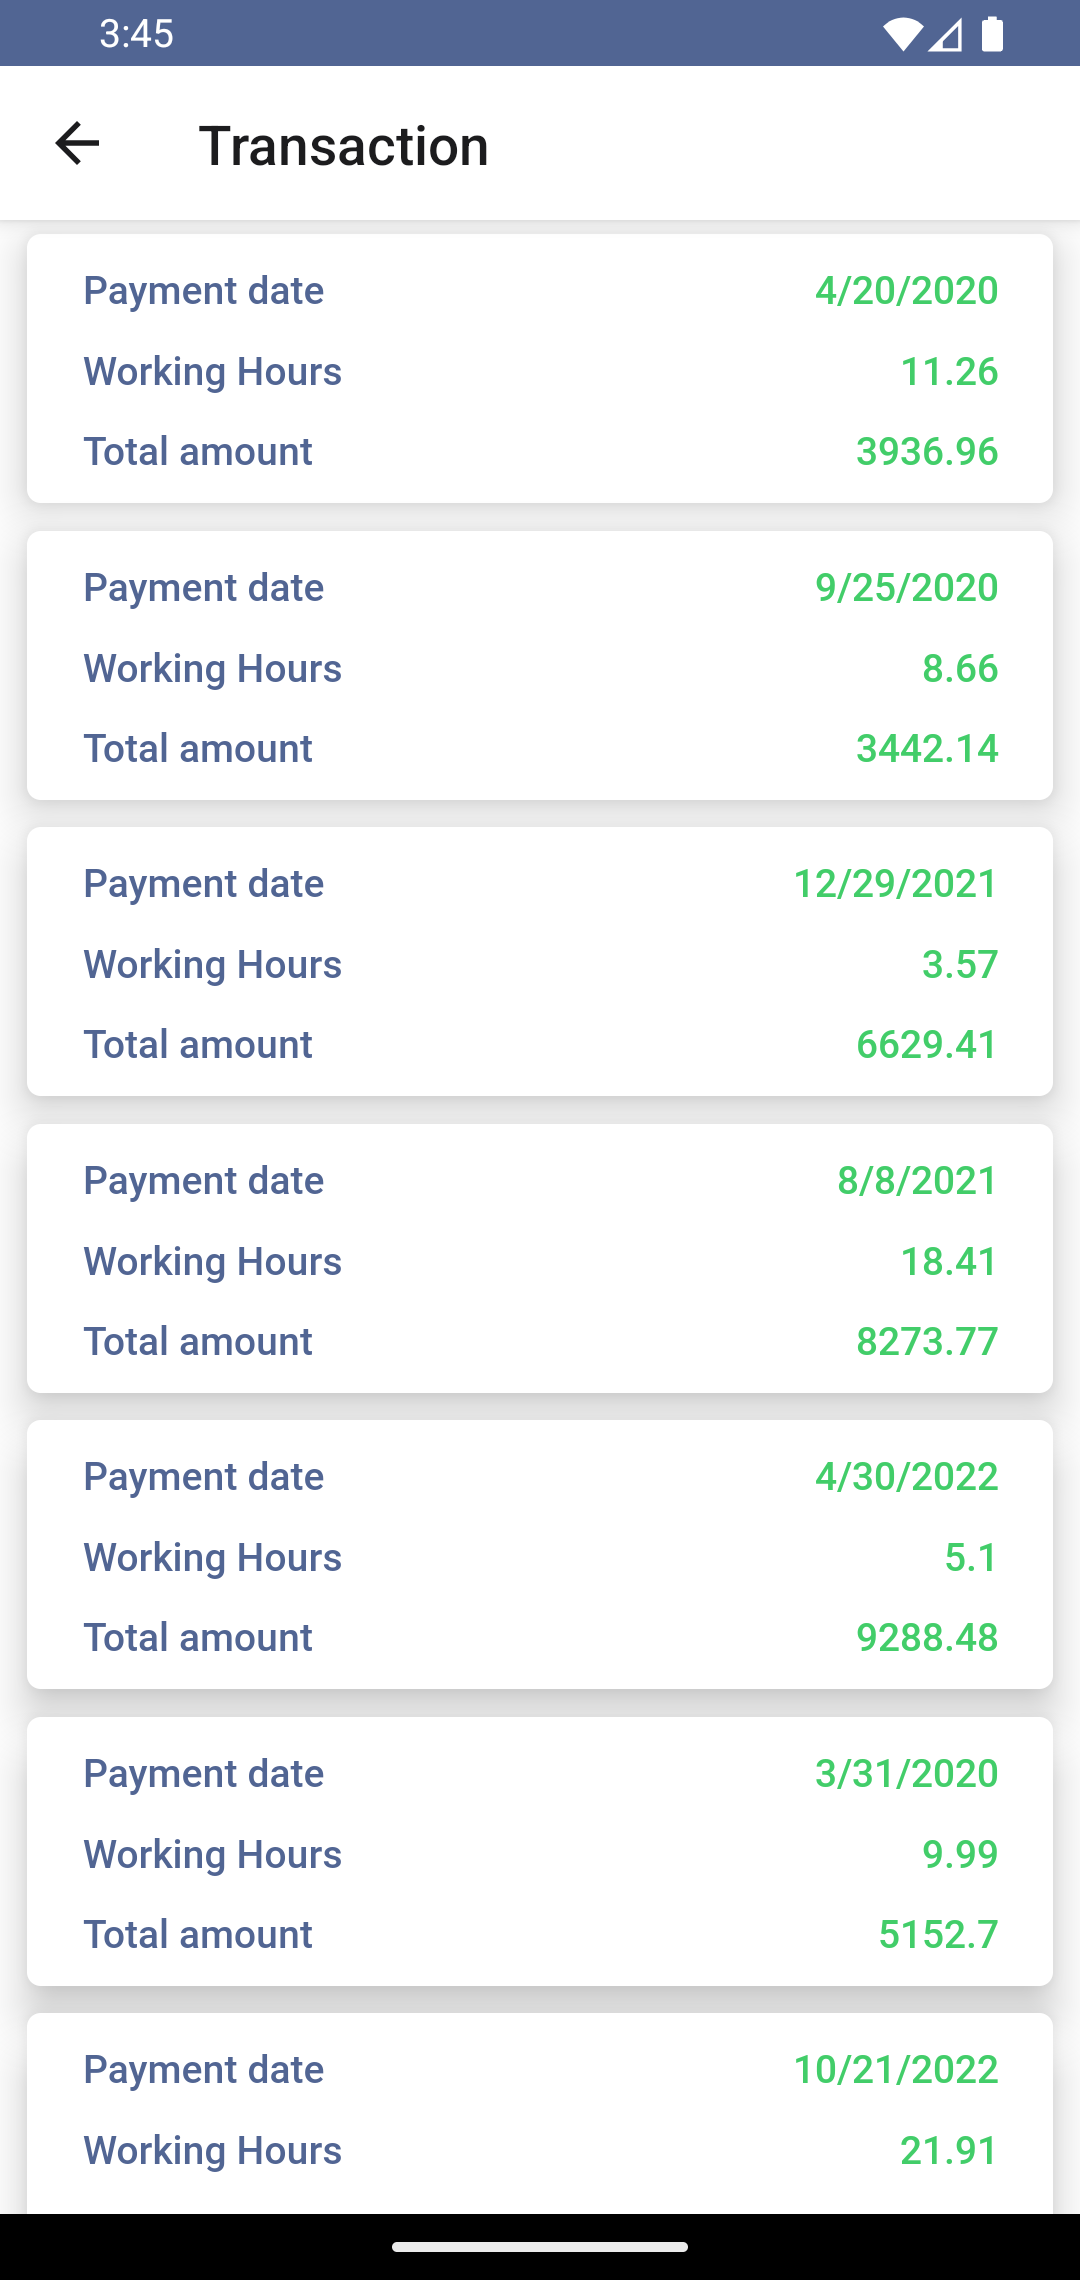 3:45
Transaction
Payment date 4/20/2020
Working Hours 11.26
Total amount 3936.96
Payment date 9/25/2020
Working Hours 8.66
Total amount 3442.14
Payment date 12/29/2021
Working Hours 3.57
Total amount 6629.41
Payment date 8/8/2021
Working Hours 18.41
Total amount 8273.77
Payment date 4/30/2022
Working Hours 5.1
Total amount 9288.48
Payment date 3/31/2020
Working Hours 9.99
Total amount 5152.7
Payment date 10/21/2022
Working Hours 21.91